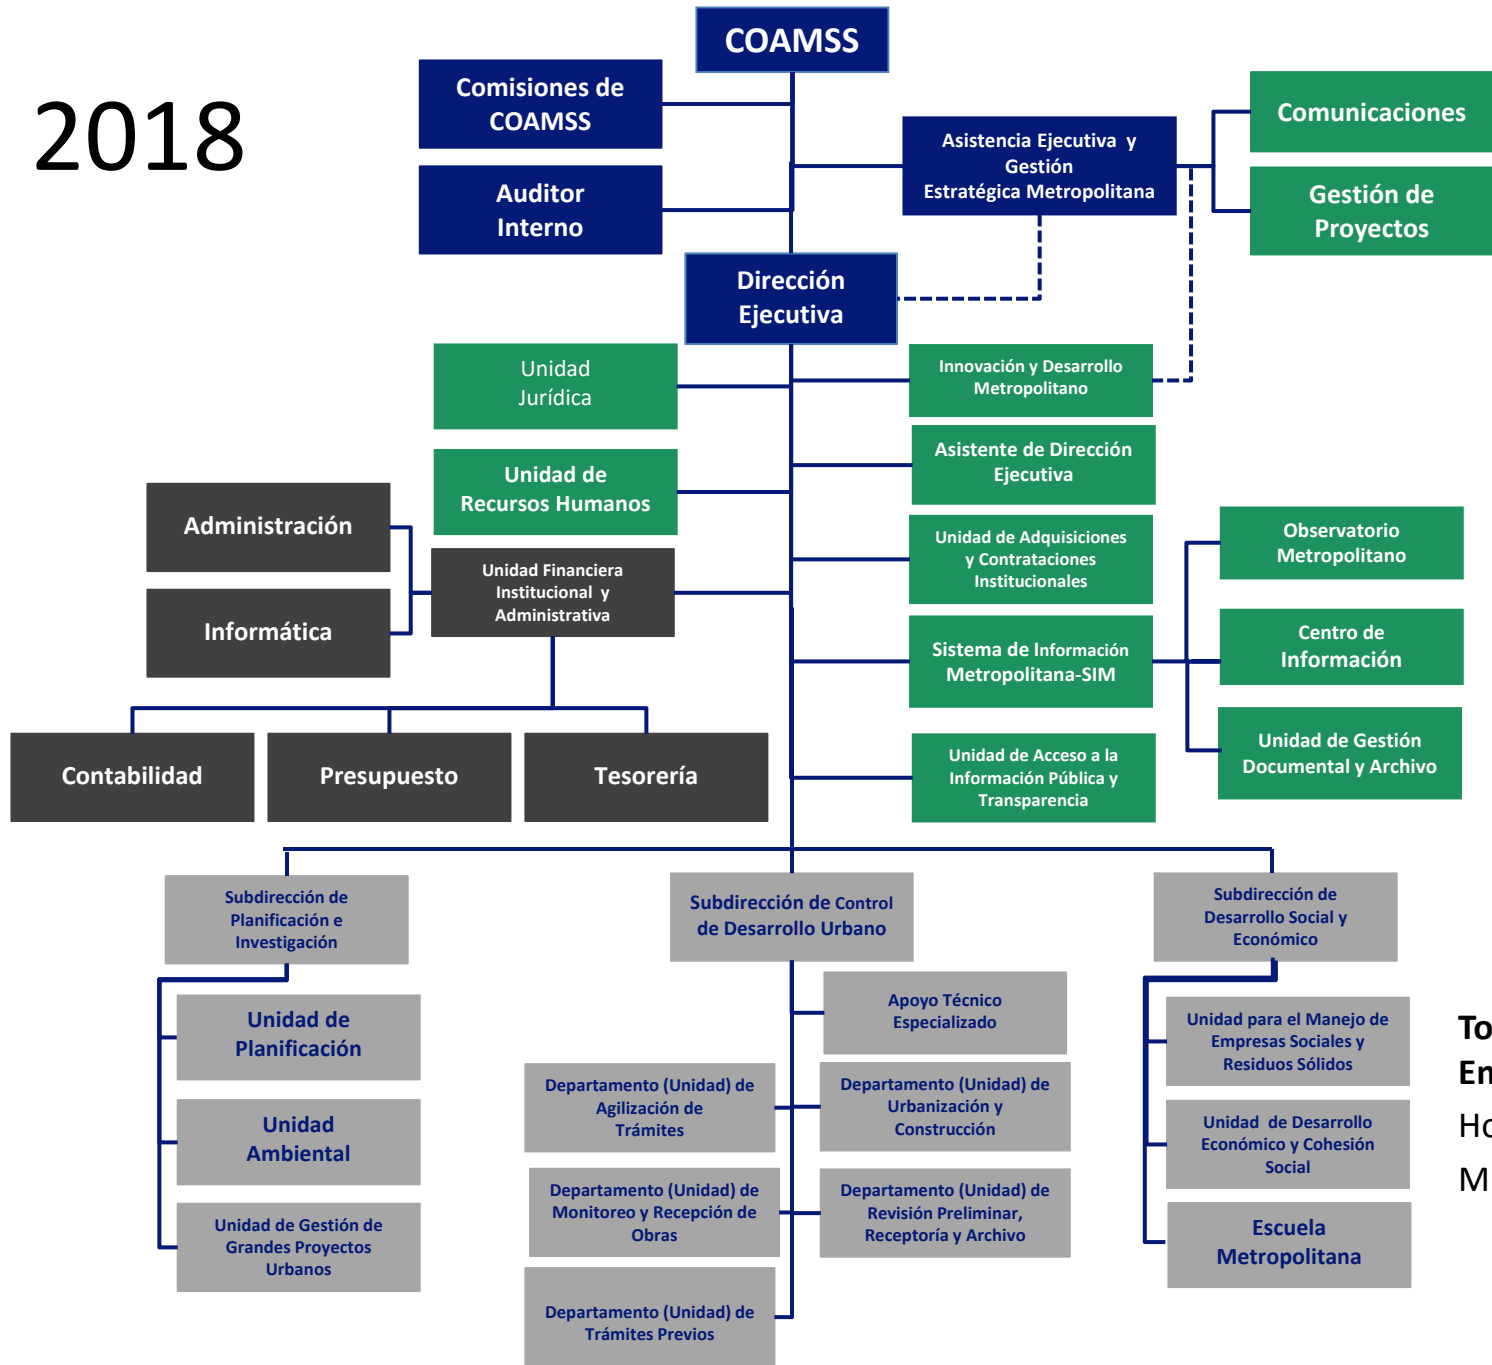 COAMSS
2018
Comisiones de
COAMSS
Auditor
Interno
Asistencia Ejecutiva y
Gestión
Estratégica Metropolitana
Comunicaciones
Gestión de
Proyectos
Dirección
Ejecutiva
Unidad
Jurídica
Innovación y Desarrollo
Metropolitano
Unidad de
Recursos Humanos
Asistente de Dirección
Ejecutiva
Administración
Informática
Unidad Financiera
Institucional y
Administrativa
Unidad de Adquisiciones
y Contrataciones
Institucionales
Observatorio
Metropolitano
Sistema de Información
Metropolitana-SIM
Centro de
Información
Unidad de Gestión
Documental y Archivo
Contabilidad
Presupuesto
Tesorería
Unidad de Acceso a la
Información Pública y
Transparencia
Subdirección de
Planificación e
Investigación
Unidad de
Planificación
Unidad
Ambiental
Unidad de Gestión de
Grandes Proyectos
Urbanos
Subdirección de Control
de Desarrollo Urbano
Apoyo Técnico
Especializado
Departamento (Unidad) de
Agilización de
Trámites
Departamento (Unidad) de
Urbanización y
Construcción
Departamento (Unidad) de
Monitoreo y Recepción de
Obras
Departamento (Unidad) de
Revisión Preliminar,
Receptoría y Archivo
Departamento (Unidad) de
Trámites Previos
Subdirección de
Desarrollo Social y
Económico
Unidad para el Manejo de
Empresas Sociales y
Residuos Sólidos
Unidad de Desarrollo
Económico y Cohesión
Social
Escuela
Metropolitana